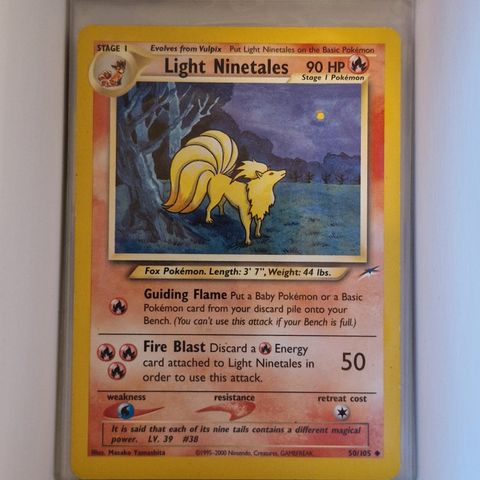 STAGE 1
Evolves from Vulpix Put Light Ninetales on the Basic Pokémon
Light Ninetales 90 HP
Stage 1 Pokémon
Fox Pokémon. Length: 3' 7", Weight: 44 lbs.
Guiding Flame Put a Baby Pokémon or a Basic
Pokémon card from your discard pile onto your
Bench. (You can't use this attack if your Bench is full.)
Fire Blast Discard a Energy
card attached to Light Ninetales in
order to use this attack.
50
weakness resistance retreat cost
It is said that each of its nine tails contains a different magical
power. LV. 39 #38
Illus. Masako Yamashita ©1995-2000 Nintendo, Creatures, GAMEFREAK. 50/105